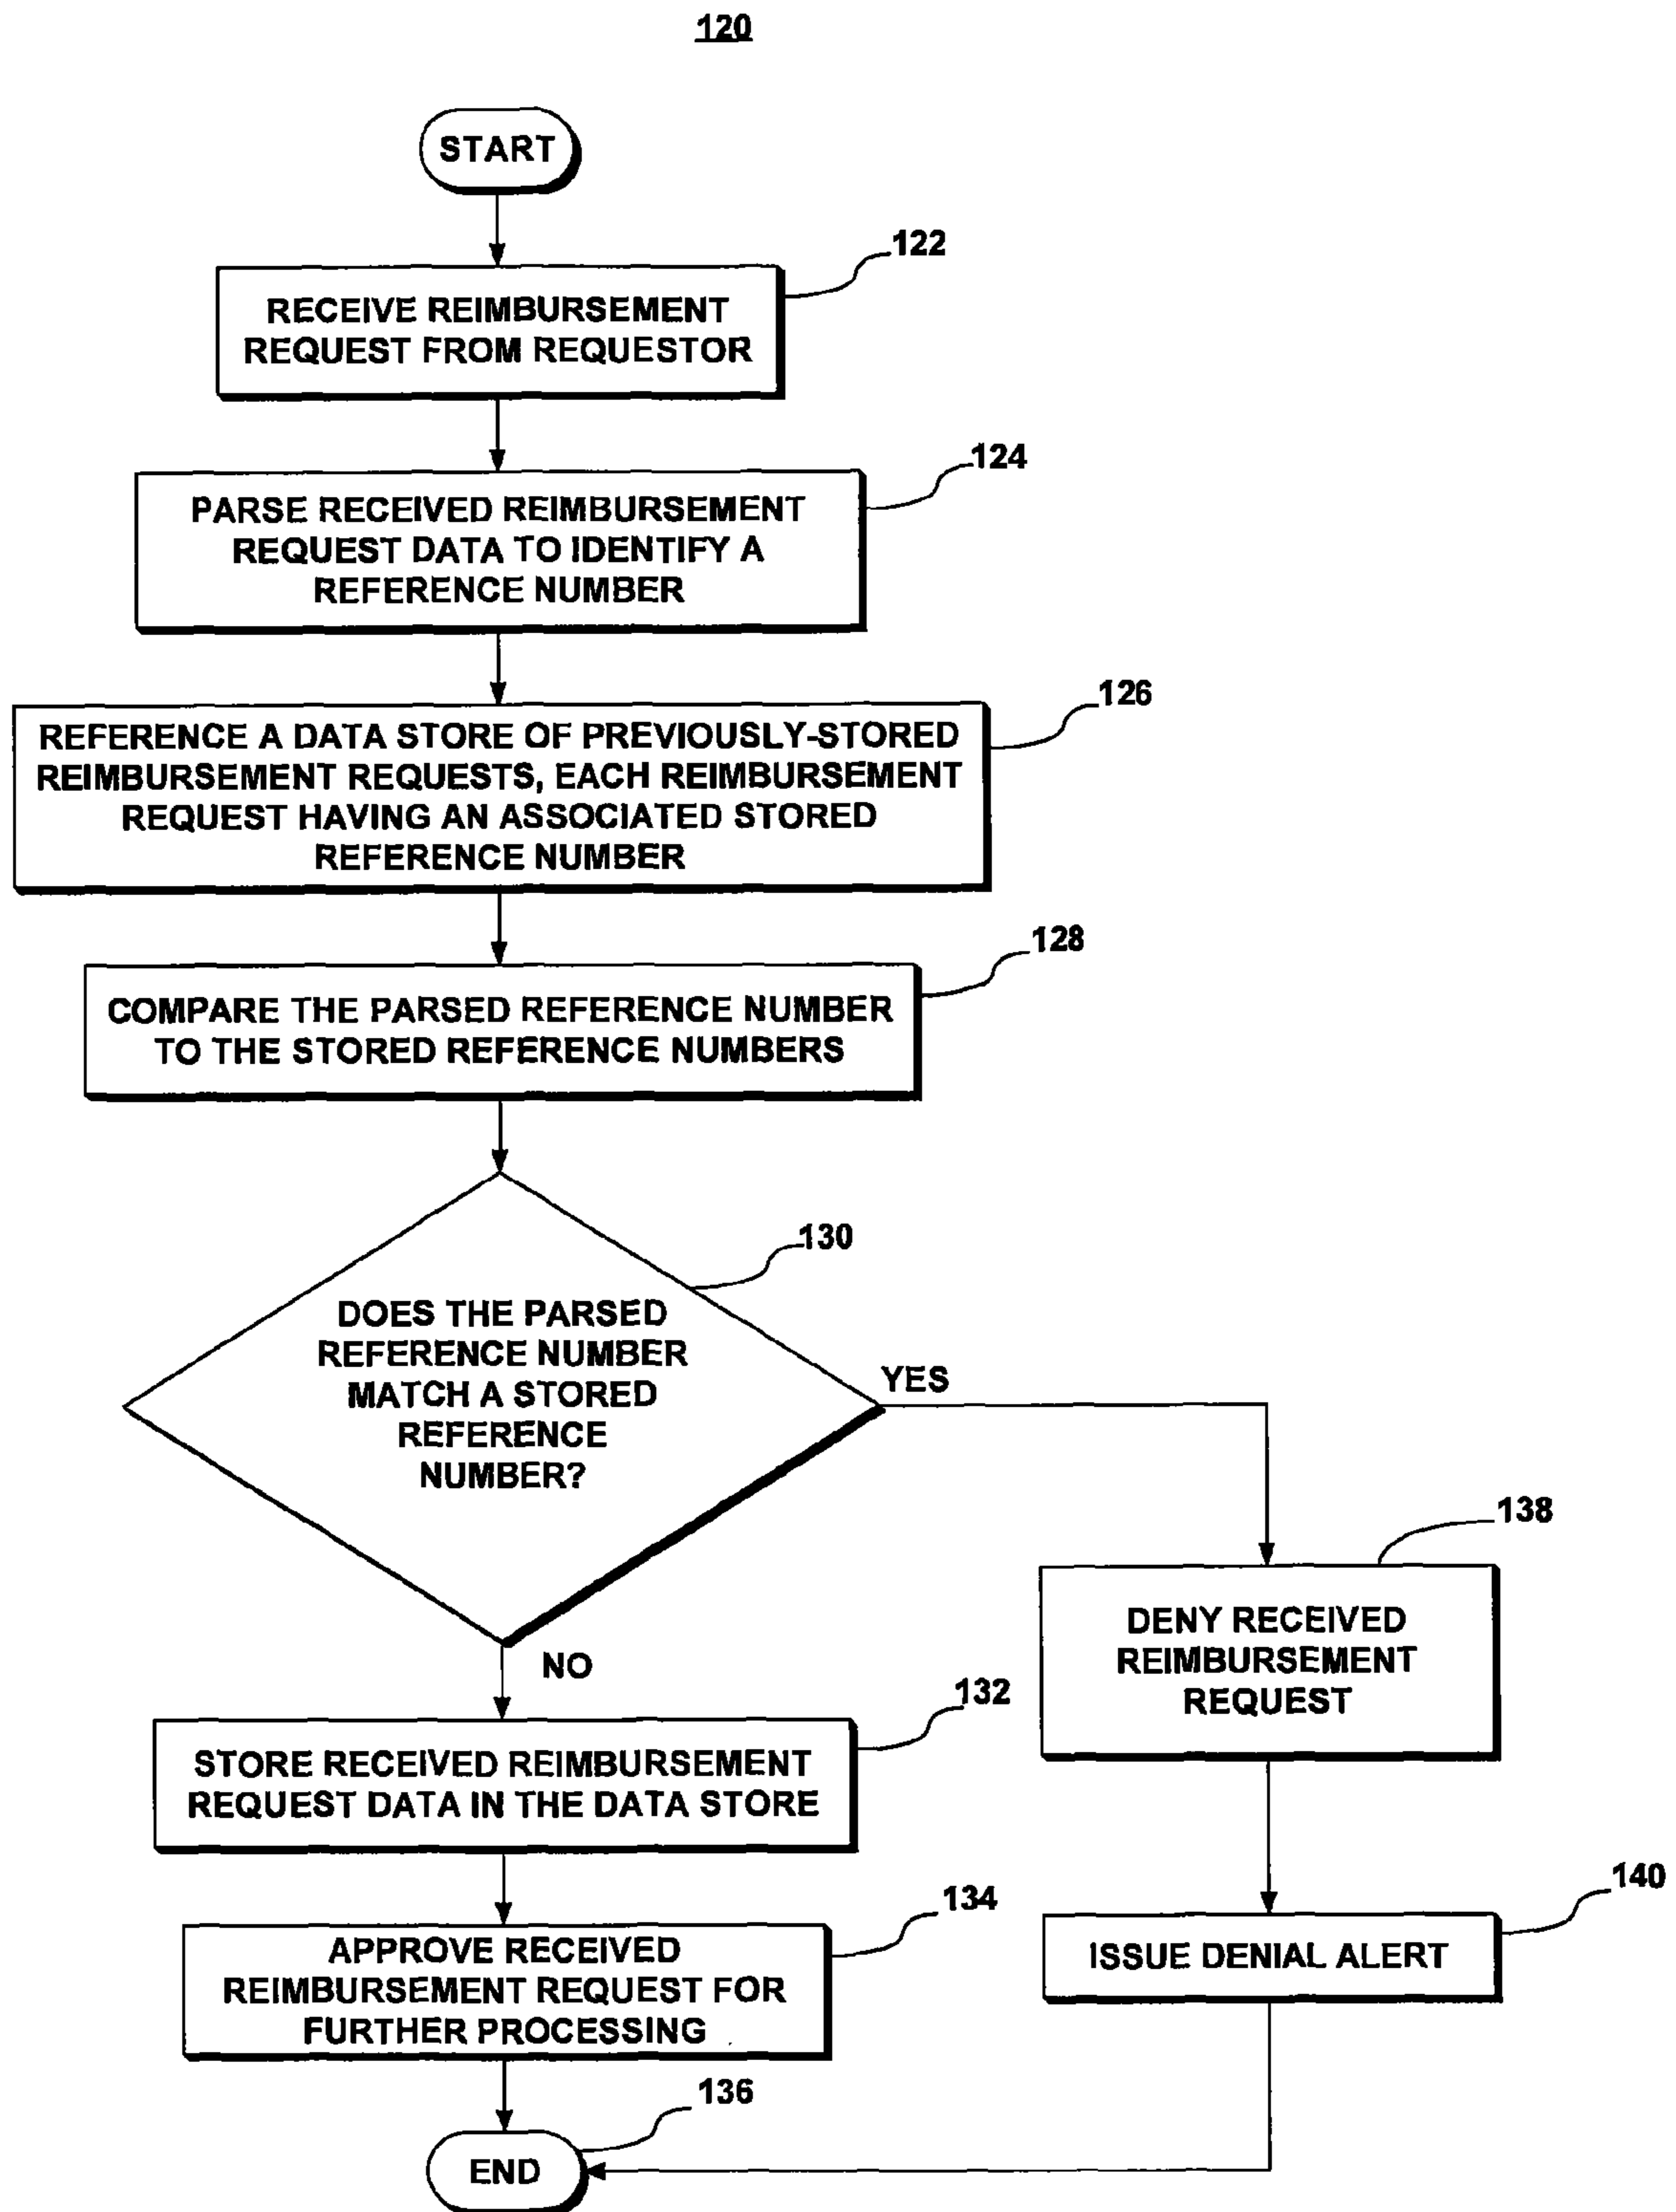 120
START
122
RECEIVE REIMBURSEMENT
REQUEST FROM REQUESTOR
124
PARSE RECEIVED REIMBURSEMENT
REQUEST DATA TO IDENTIFY A
REFERENCE NUMBER
126
REFERENCE A DATA STORE OF PREVIOUSLY-STORED
REIMBURSEMENT REQUESTS, EACH REIMBURSEMENT
REQUEST HAVING AN ASSOCIATED STORED
REFERENCE NUMBER
128
COMPARE THE PARSED REFERENCE NUMBER
TO THE STORED REFERENCE NUMBERS
130
DOES THE PARSED
REFERENCE NUMBER
MATCH A STORED
REFERENCE
NUMBER?
YES
NO
138
DENY RECEIVED
REIMBURSEMENT
REQUEST
132
STORE RECEIVED REIMBURSEMENT
REQUEST DATA IN THE DATA STORE
134
APPROVE RECEIVED
REIMBURSEMENT REQUEST FOR
FURTHER PROCESSING
140
ISSUE DENIAL ALERT
136
END